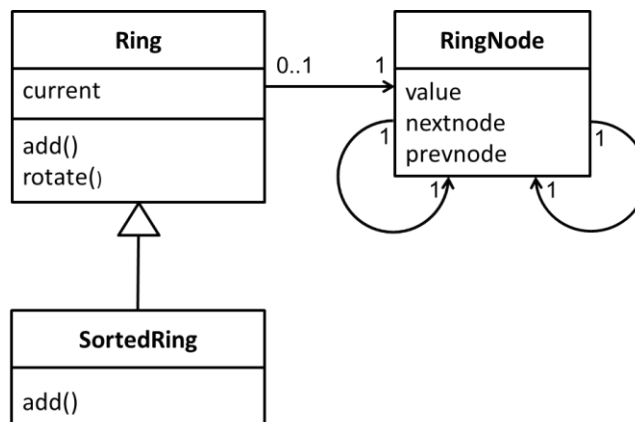 Ring
current
add()
rotate()
0..1
1
RingNode
value
nextnode
prevnode
1
1
1
1
SortedRing
add()